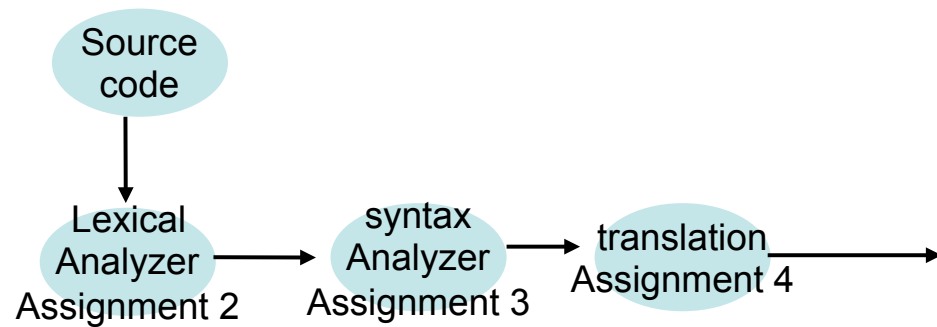 Source
code
Lexical
Analyzer
Assignment 2
syntax
Analyzer
Assignment 3
translation
Assignment 4